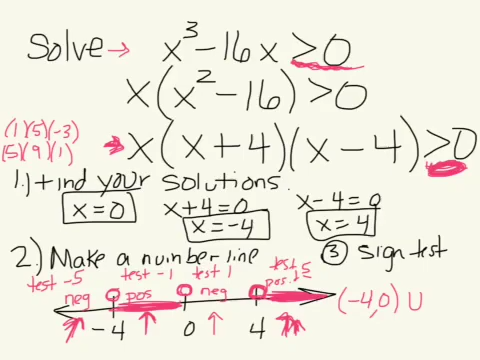 Solve → x³ - 16x > 0
x(x² - 16) > 0
(1)(5)(-3)
(5)(9)(1)
x(x + 4)(x - 4) > 0
1.) Find your solutions.
x = 0 x+4=0 x-4=0
x = -4 x = 4
2.) Make a number line ③ Sign test
test -5 test -1 test 1 test 5
neg pos neg pos.
-4 0 4 (-4,0) U